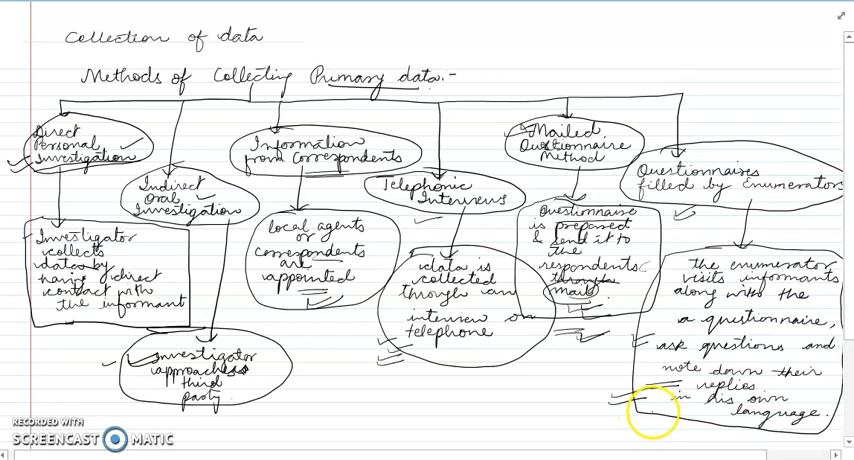 Collection of data
Methods of Collecting Primary data:-
Direct
Personal
Investigation
Indirect
Oral
Investigation
Information
from Correspondents
Telephonic
Interviews
Mailed
Questionnaire
Method
Questionnaires
filled by Enumerators
Investigator
collects
datas by
having direct
contact with
the informant
Investigator
approaches
third
party
local agents
or
correspondents
are
appointed
data is
collected
through an
interview on
telephone
Questionnaire
is prepared
& send it to
the
respondents
through
mail
the enumerator
visits informants
along with the
a questionnaire,
ask questions and
note down their
replies
in his own
language.
RECORDED WITH
SCREENCAST MATIC